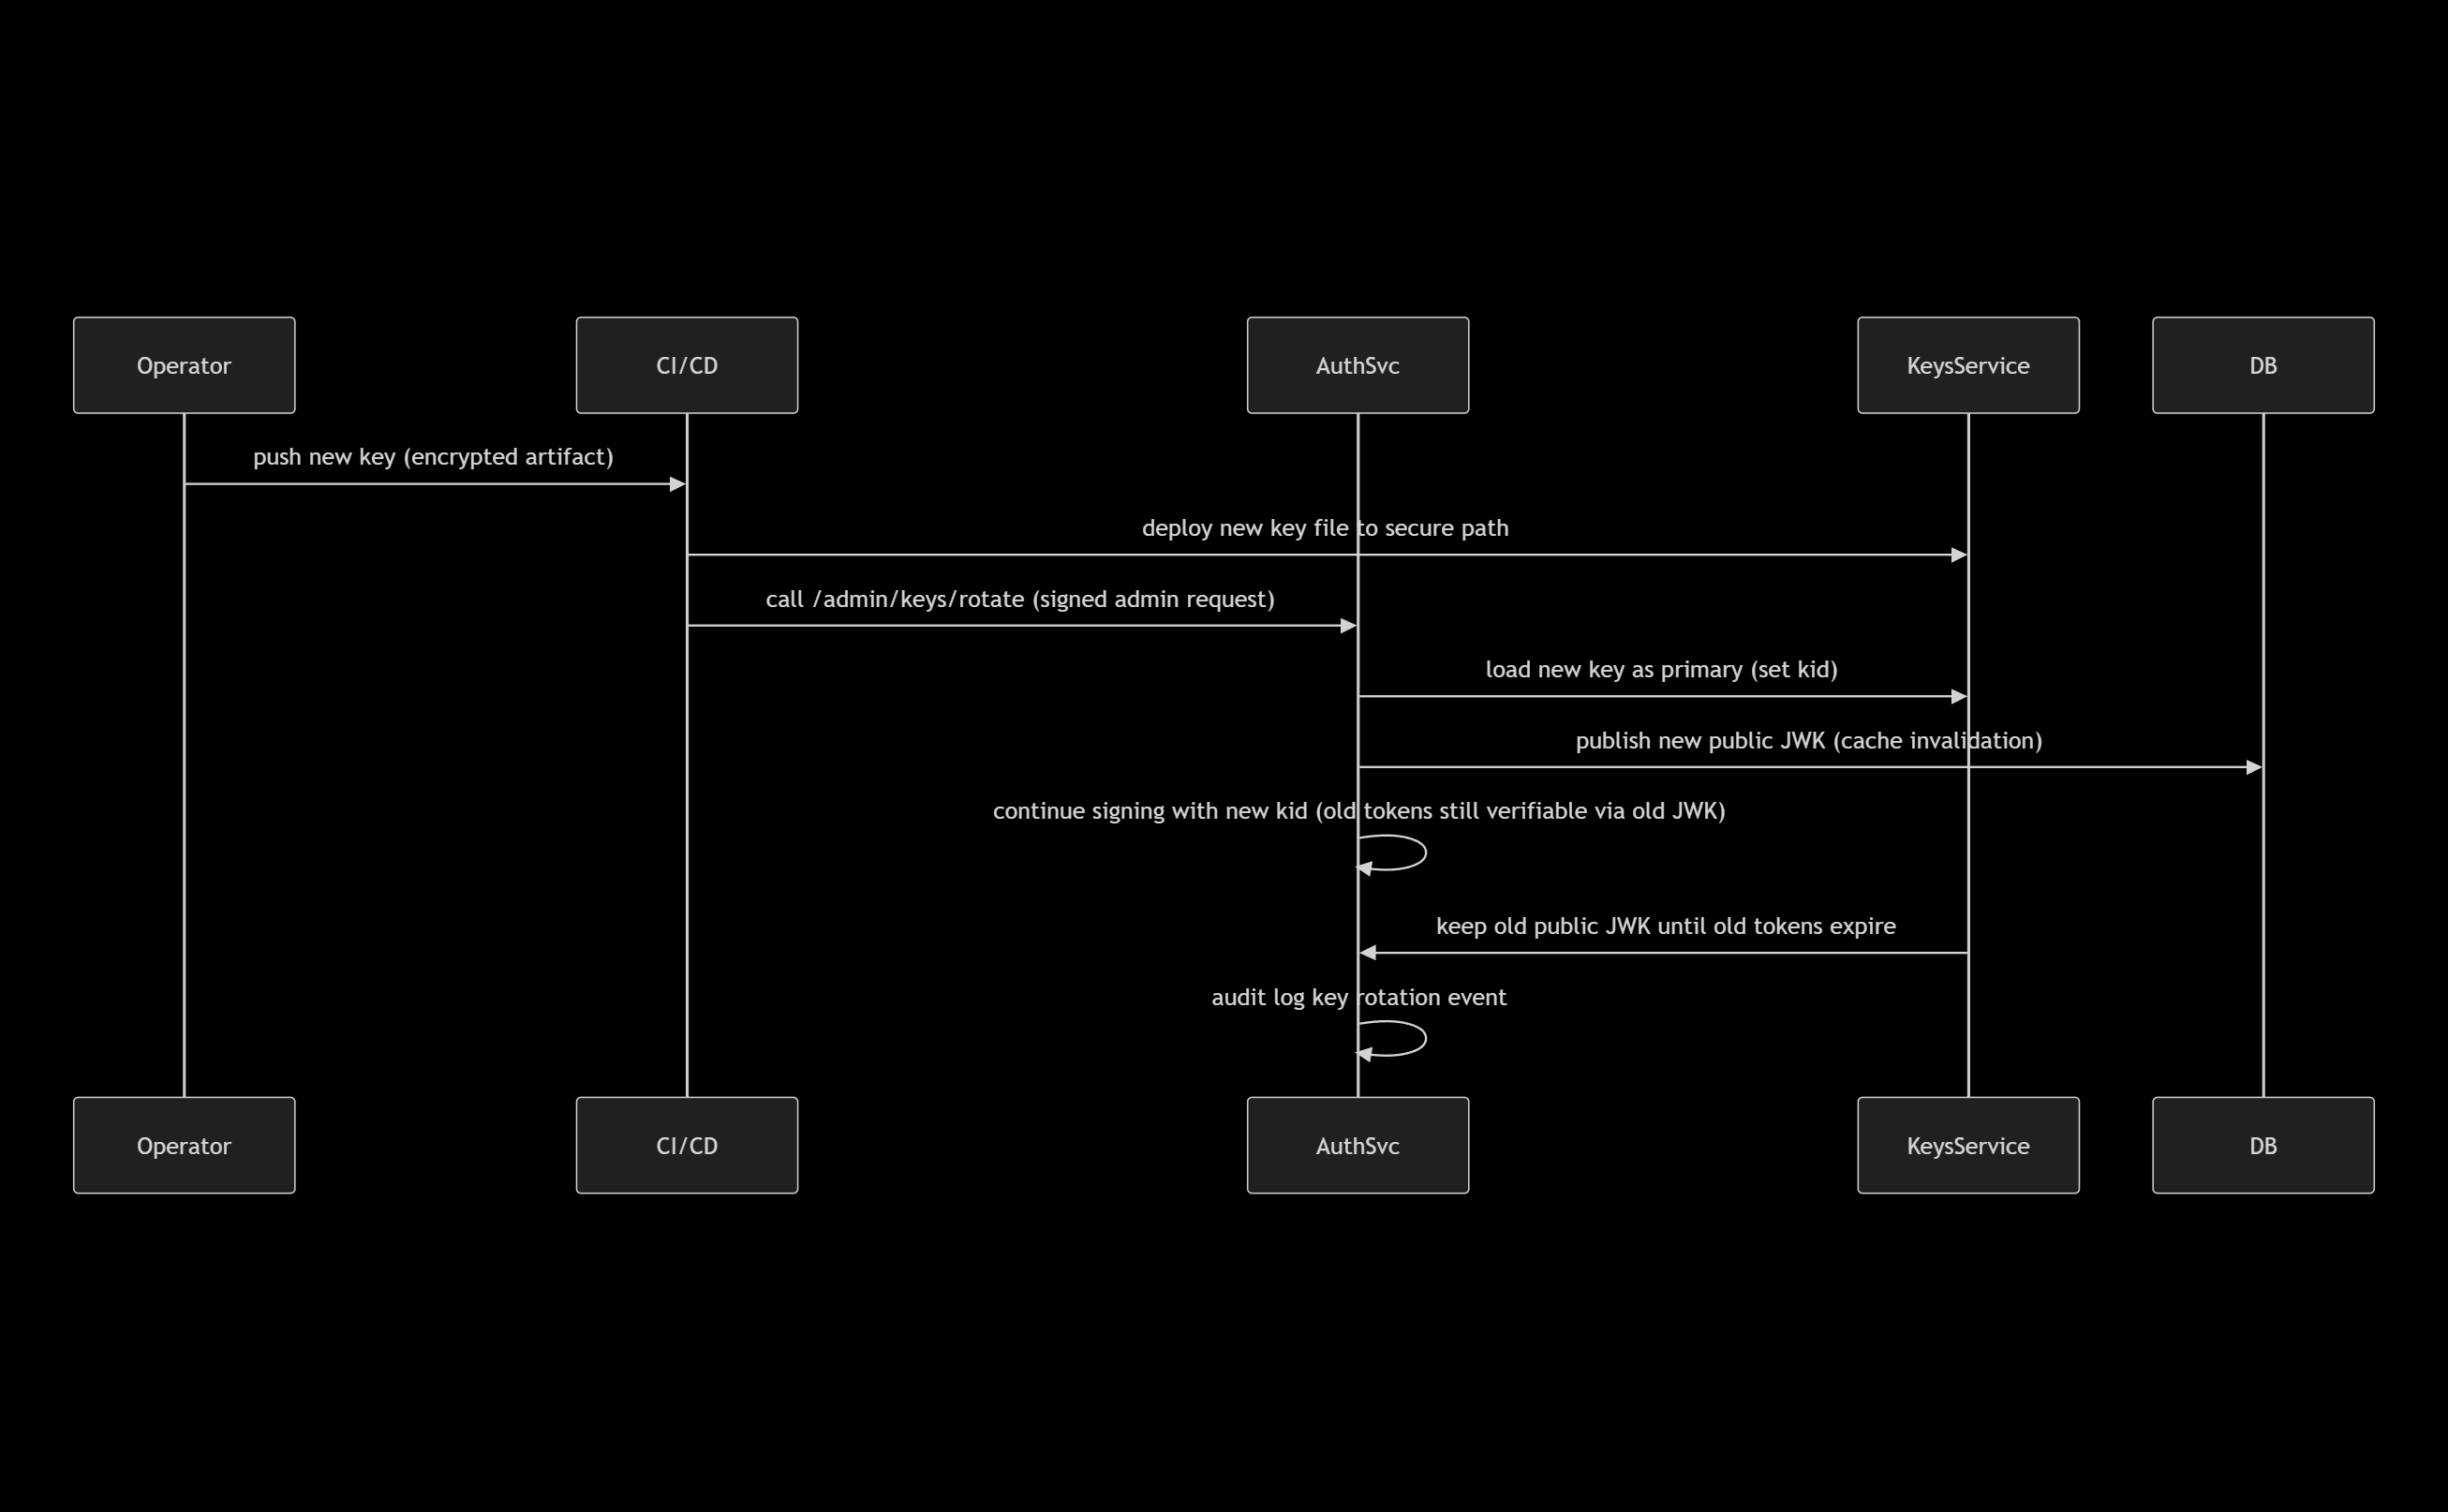 Operator
CI/CD
AuthSvc
KeysService
DB
push new key (encrypted artifact)
deploy new key file to secure path
call /admin/keys/rotate (signed admin request)
load new key as primary (set kid)
publish new public JWK (cache invalidation)
continue signing with new kid (old tokens still verifiable via old JWK)
keep old public JWK until old tokens expire
audit log key rotation event
Operator
CI/CD
AuthSvc
KeysService
DB